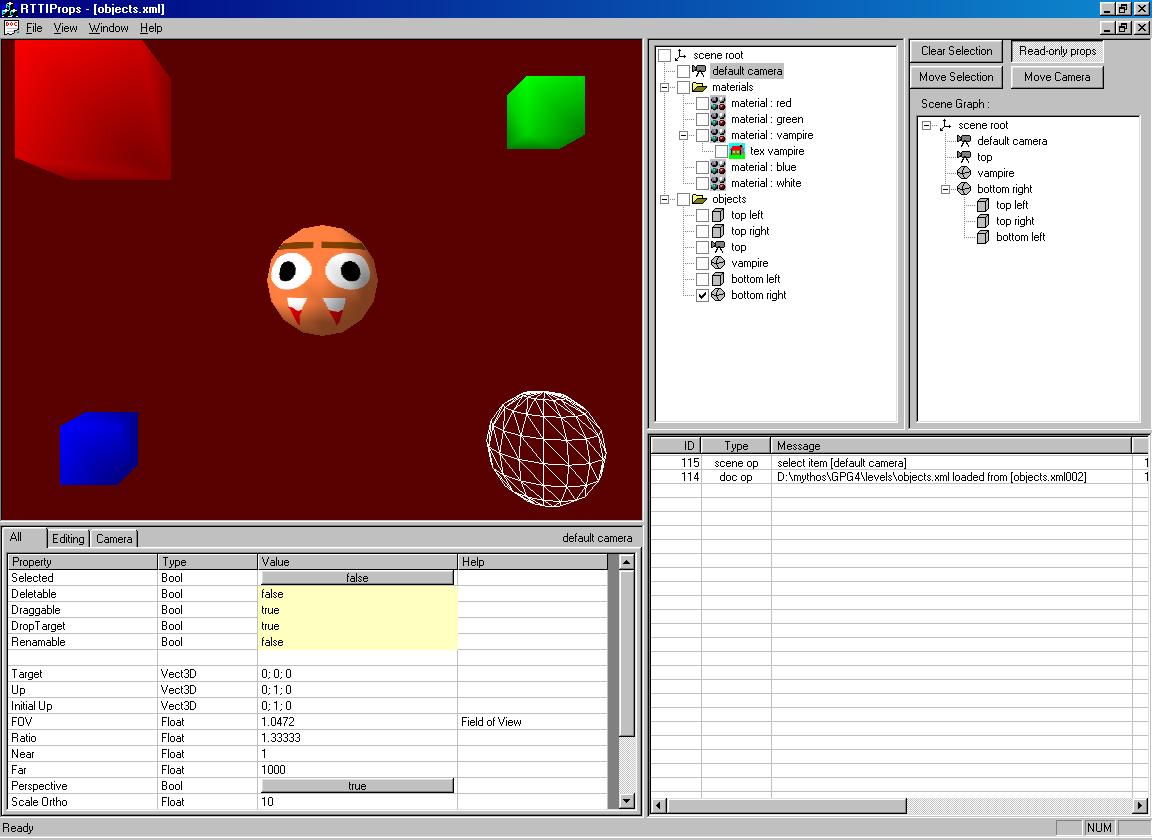 RTTIProps - [objects.xml]
File View Window Help
scene root
default camera
materials
material : red
material : green
material : vampire
tex vampire
material : blue
material : white
objects
top left
top right
top
vampire
bottom left
bottom right
Clear Selection Read-only props
Move Selection Move Camera
Scene Graph :
scene root
default camera
top
vampire
bottom right
top left
top right
bottom left
ID Type Message
115 scene op select item [default camera] 1
114 doc op D:\mythos\GPG4\levels\objects.xml loaded from [objects.xml002] 1
All Editing Camera default camera
Property Type Value Help
Selected Bool false
Deletable Bool false
Draggable Bool true
DropTarget Bool true
Renamable Bool false
Target Vect3D 0; 0; 0
Up Vect3D 0; 1; 0
Initial Up Vect3D 0; 1; 0
FOV Float 1.0472 Field of View
Ratio Float 1.33333
Near Float 1
Far Float 1000
Perspective Bool true
Scale Ortho Float 10
Ready NUM